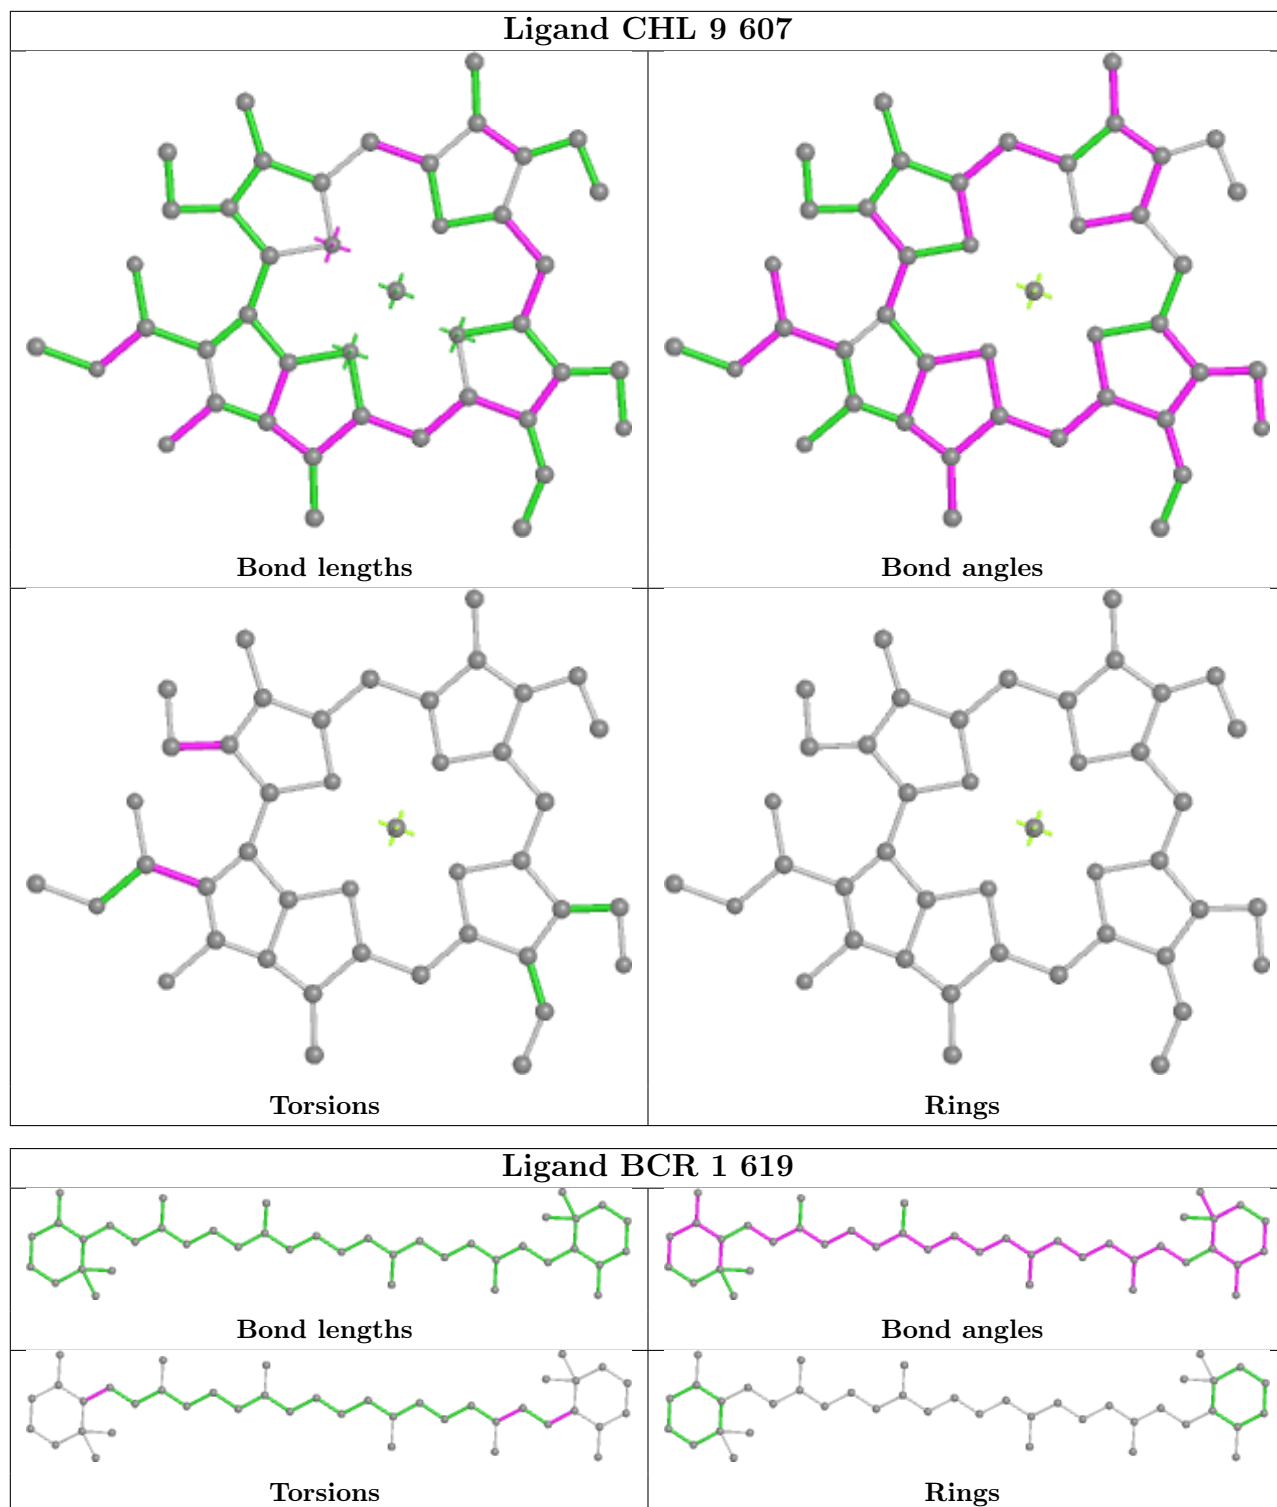 Ligand CHL 9 607
Bond lengths
Bond angles
Torsions
Rings
Ligand BCR 1 619
Bond lengths
Bond angles
Torsions
Rings